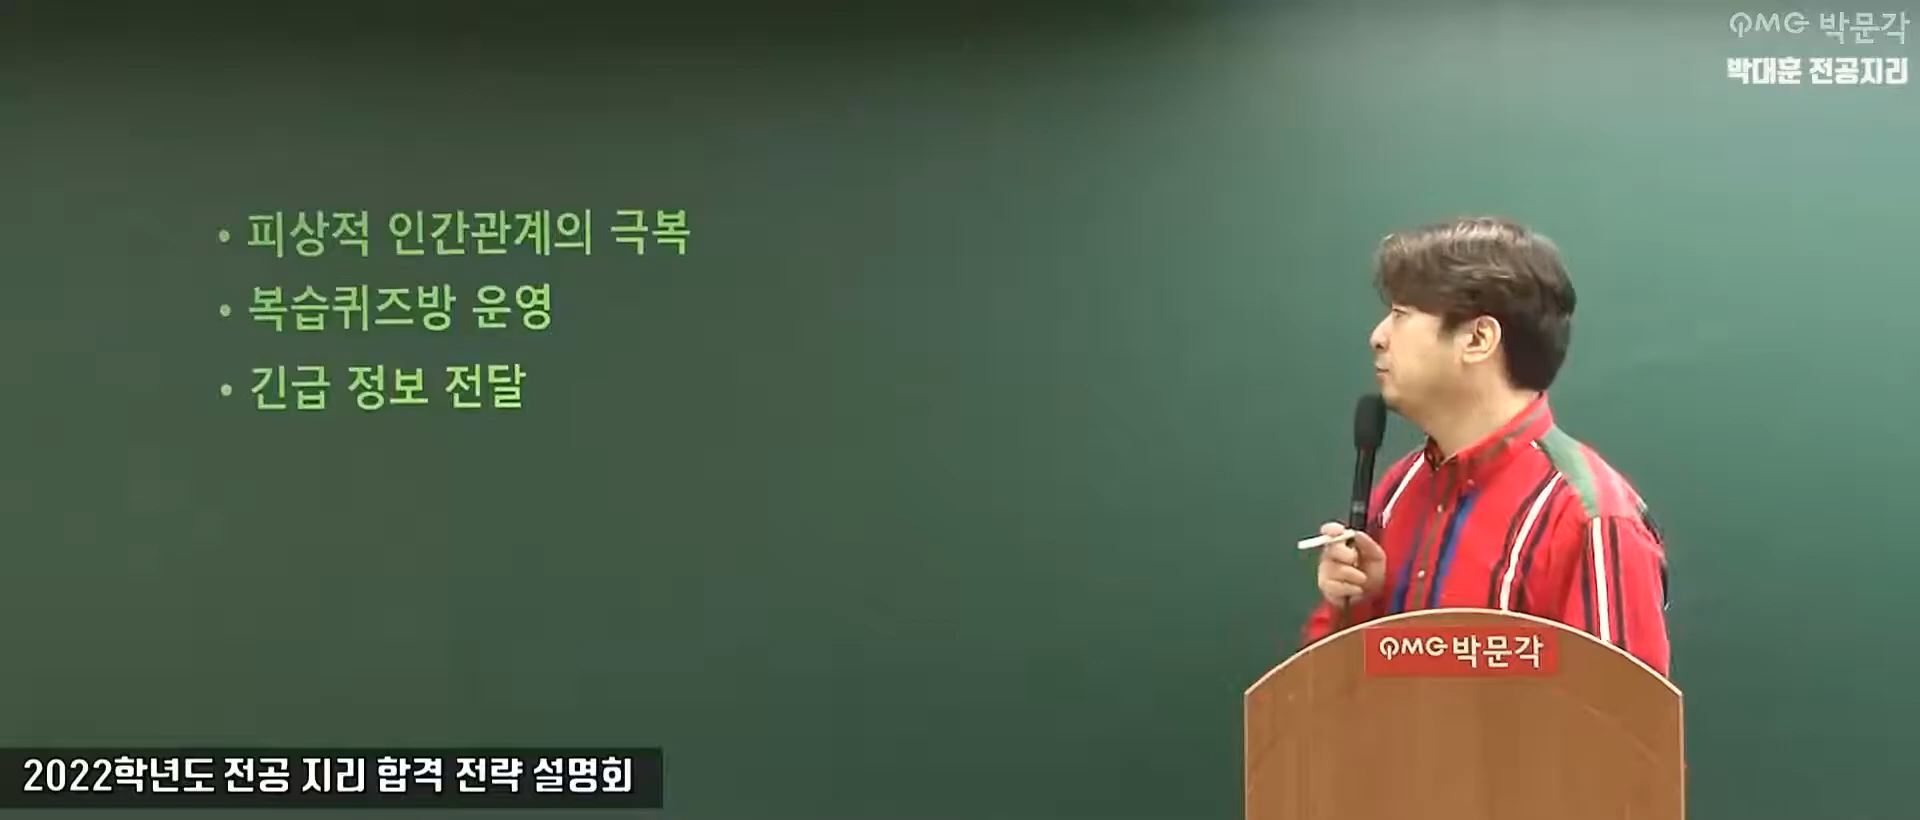 PMG 박문각
박대훈 전공지리
• 피상적 인간관계의 극복
• 복습퀴즈방 운영
• 긴급 정보 전달
PMG 박문각
2022학년도 전공 지리 합격 전략 설명회